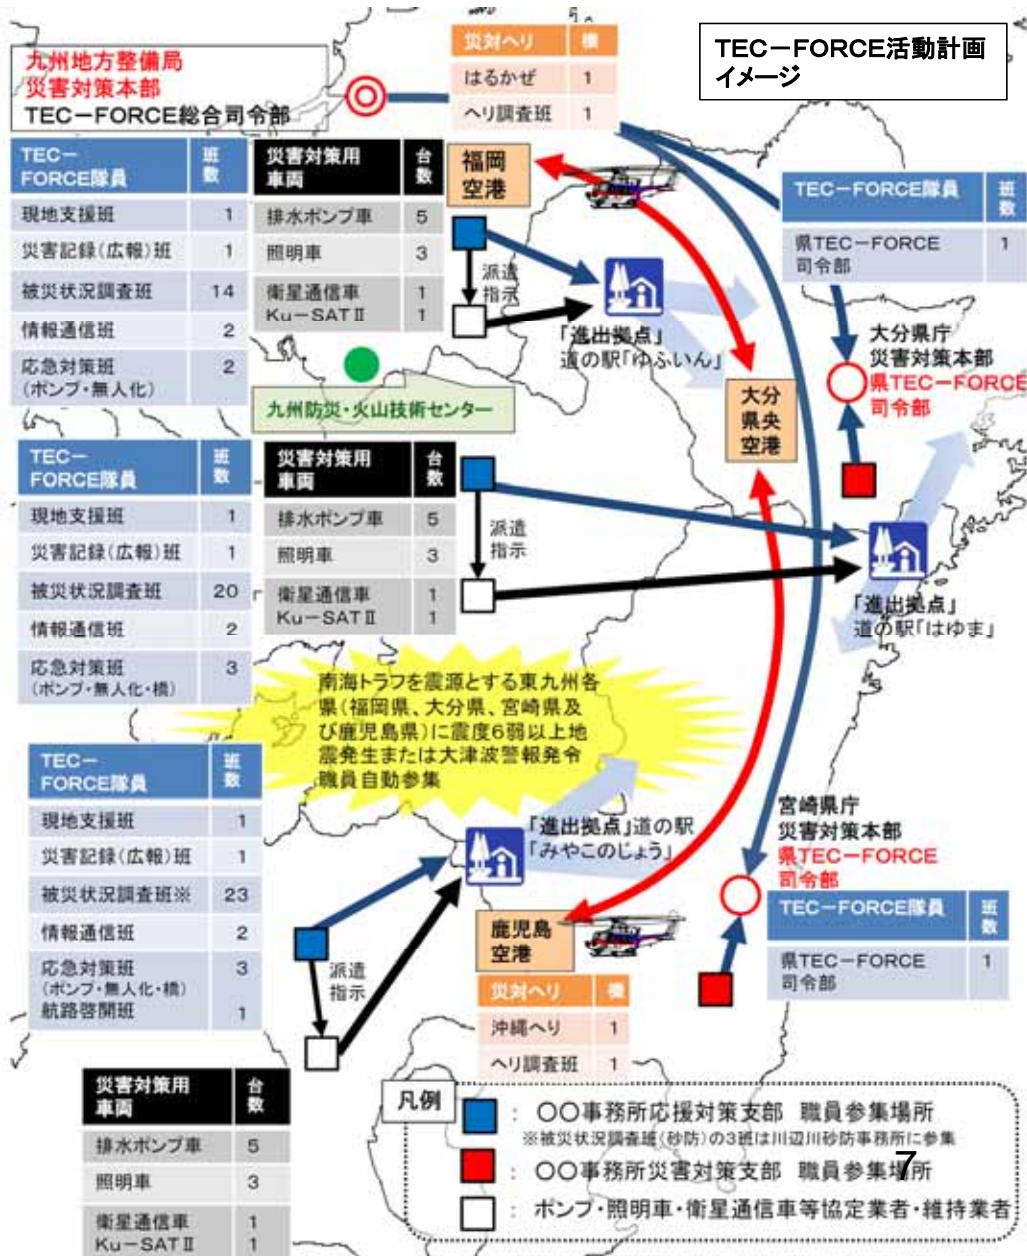 TEC－FORCE活動計画
イメージ
九州地方整備局
災害対策本部
TEC－FORCE総合司令部
災対ヘリ 機
はるかぜ 1
ヘリ調査班 1
TEC－
FORCE隊員 班数
現地支援班 1
災害記録(広報)班 1
被災状況調査班 14
情報通信班 2
応急対策班 2
(ポンプ・無人化)
災害対策用
車両 台数
排水ポンプ車 5
照明車 3
衛星通信車 1
Ku－SATⅡ 1
福岡
空港
派遣
指示
「進出拠点」
道の駅「ゆふいん」
TEC－FORCE隊員 班数
県TEC－FORCE 1
司令部
大分県庁
災害対策本部
県TEC－FORCE
司令部
大分
県央
空港
九州防災・火山技術センター
TEC－
FORCE隊員 班数
現地支援班 1
災害記録(広報)班 1
被災状況調査班 20
情報通信班 2
応急対策班 3
(ポンプ・無人化・橋)
災害対策用
車両 台数
排水ポンプ車 5
照明車 3
衛星通信車 1
Ku－SATⅡ 1
派遣
指示
「進出拠点」
道の駅「はゆま」
南海トラフを震源とする東九州各
県(福岡県、大分県、宮崎県及
び鹿児島県)に震度6弱以上地
震発生または大津波警報発令
職員自動参集
TEC－
FORCE隊員 班数
現地支援班 1
災害記録(広報)班 1
被災状況調査班※ 23
情報通信班 2
応急対策班 3
(ポンプ・無人化・橋)
航路啓開班 1
派遣
指示
「進出拠点」道の駅
「みやこのじょう」
鹿児島
空港
災対ヘリ 機
沖縄へり 1
ヘリ調査班 1
宮崎県庁
災害対策本部
県TEC－FORCE
司令部
TEC－FORCE隊員 班数
県TEC－FORCE 1
司令部
災害対策用
車両 台数
排水ポンプ車 5
照明車 3
衛星通信車 1
Ku－SATⅡ 1
凡例
： 〇〇事務所応援対策支部 職員参集場所
※被災状況調査班(砂防)の3班は川辺川砂防事務所に参集
： 〇〇事務所災害対策支部 職員参集場所
： ポンプ・照明車・衛星通信車等協定業者・維持業者
7